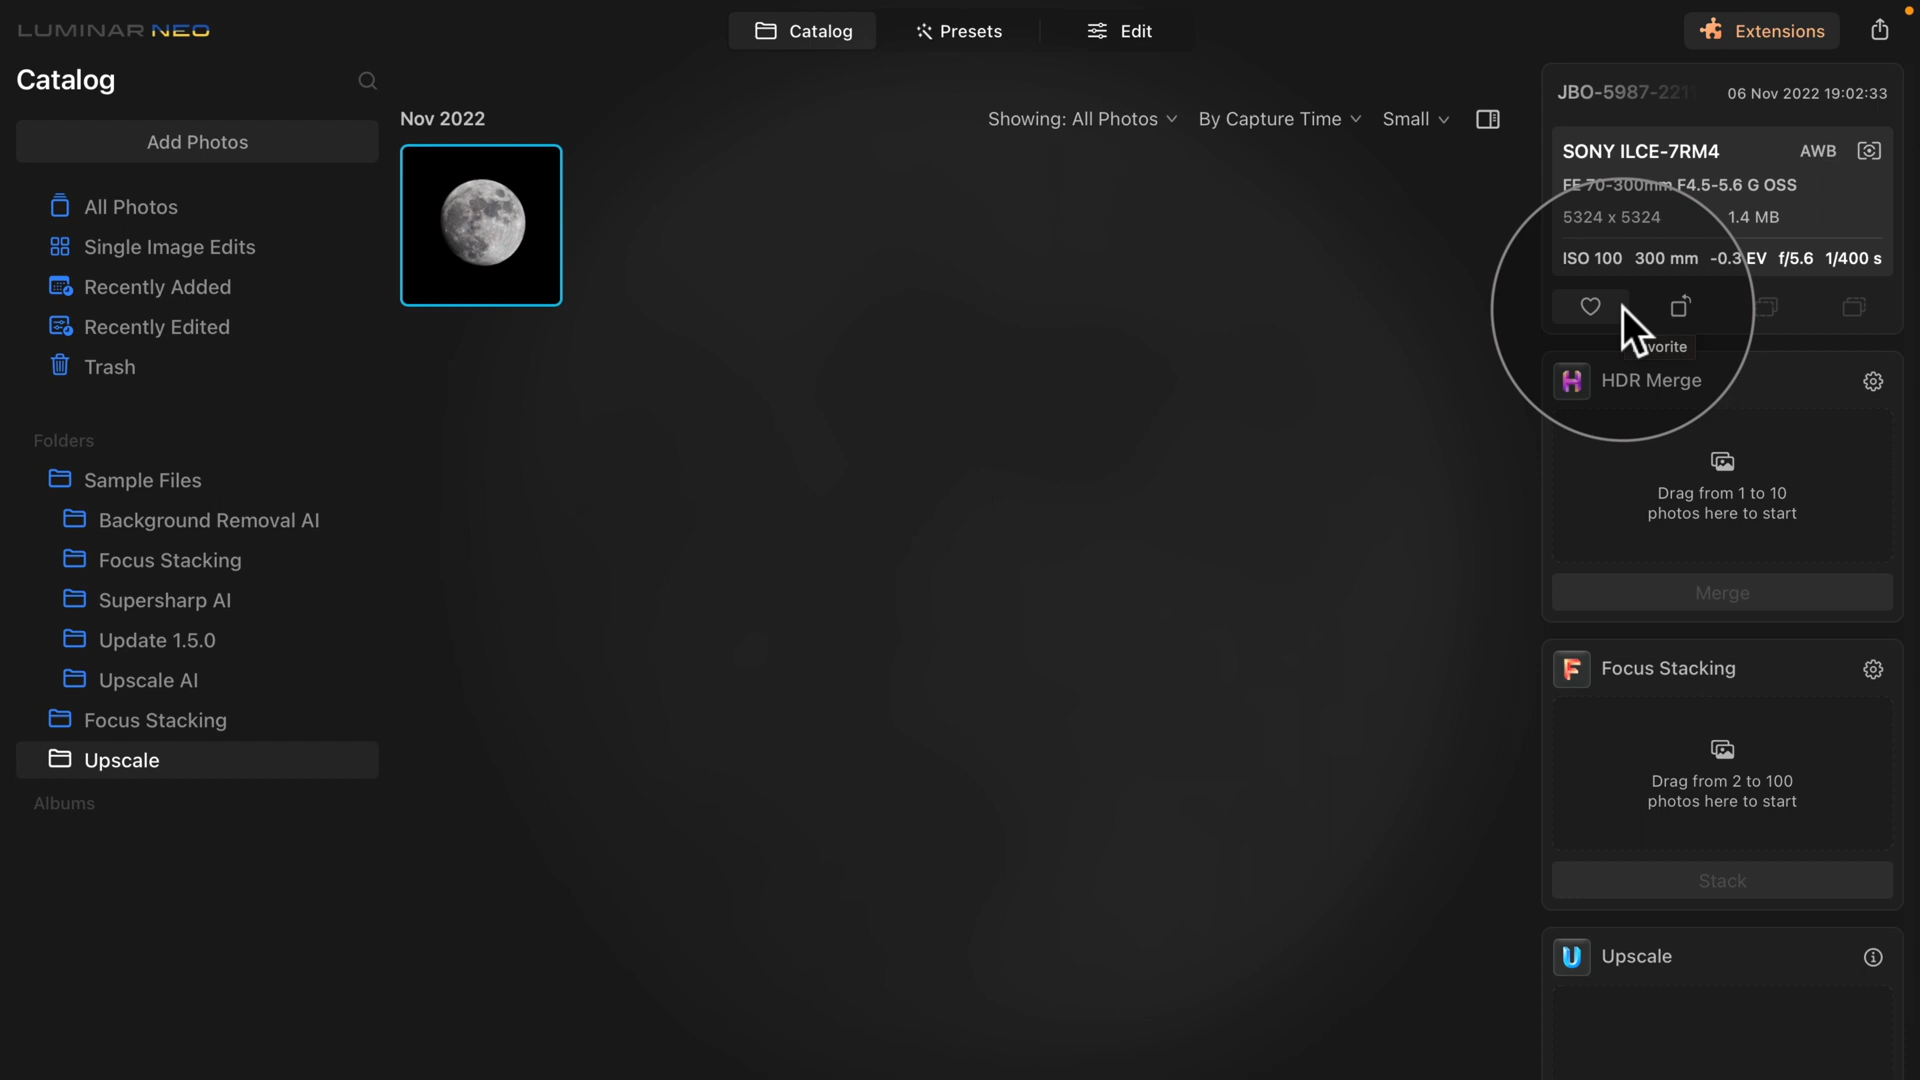 LUMINAR NEO
Catalog
Presets
Edit
Extensions
Catalog
Add Photos
All Photos
Single Image Edits
Recently Added
Recently Edited
Trash
Folders
Sample Files
Background Removal AI
Focus Stacking
Supersharp AI
Update 1.5.0
Upscale AI
Focus Stacking
Upscale
Albums
Nov 2022
Showing: All Photos
By Capture Time
Small
JBO-5987-221
06 Nov 2022 19:02:33
SONY ILCE-7RM4 AWB
FE 70-300mm F4.5-5.6 G OSS
5324 x 5324 1.4 MB
ISO 100 300 mm -0.3 EV f/5.6 1/400 s
vorite
HDR Merge
Drag from 1 to 10
photos here to start
Merge
Focus Stacking
Drag from 2 to 100
photos here to start
Stack
Upscale